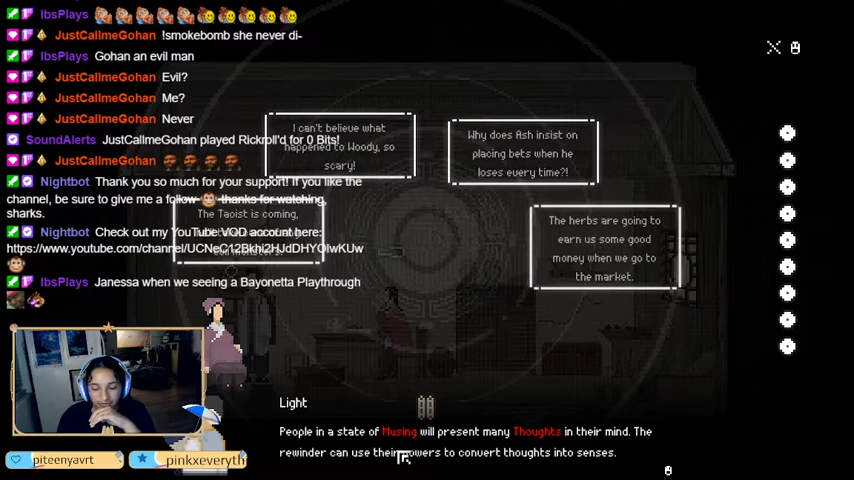 IbsPlays
JustCallmeGohan !smokebomb she never di-
IbsPlays Gohan an evil man
JustCallmeGohan Evil?
JustCallmeGohan Me?
JustCallmeGohan Never
SoundAlerts JustCallmeGohan played Rickroll'd for 0 Bits!
JustCallmeGohan
Nightbot Thank you so much for your support! If you like the
channel, be sure to give me a follow thanks for watching,
sharks.
Nightbot Check out my YouTube VOD account here:
https://www.youtube.com/channel/UCNeC12Bkhi2HJdDHYOlwKUw
IbsPlays Janessa when we seeing a Bayonetta Playthrough
I can't believe what
happened to Woody, so
scary!
Why does Ash insist on
placing bets when he
loses every time?!
The Taoist is coming,
The herbs are going to
earn us some good
money when we go to
the market.
Light
People in a state of Musing will present many Thoughts in their mind. The
rewinder can use their powers to convert thoughts into senses.
piteenyavrt
pinkxeveryth